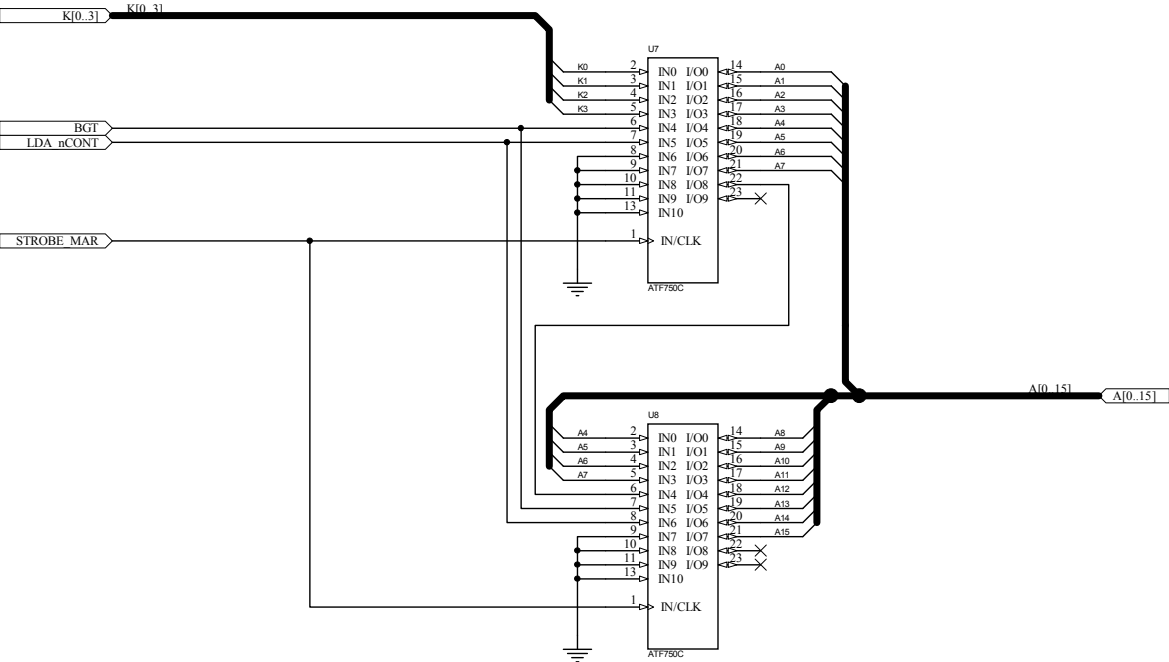 K[0..3] K[0..3]
U7
K0 2 IN0 I/O0 14 A0
K1 3 IN1 I/O1 15 A1
K2 4 IN2 I/O2 16 A2
K3 5 IN3 I/O3 17 A3
BGT 6 IN4 I/O4 18 A4
LDA_nCONT 7 IN5 I/O5 19 A5
8 IN6 I/O6 20 A6
9 IN7 I/O7 21 A7
10 IN8 I/O8 22
11 IN9 I/O9 23
13 IN10
STROBE_MAR 1 IN/CLK
ATF750C
A[0..15] A[0..15]
U8
A4 2 IN0 I/O0 14 A8
A5 3 IN1 I/O1 15 A9
A6 4 IN2 I/O2 16 A10
A7 5 IN3 I/O3 17 A11
6 IN4 I/O4 18 A12
7 IN5 I/O5 19 A13
8 IN6 I/O6 20 A14
9 IN7 I/O7 21 A15
10 IN8 I/O8 22
11 IN9 I/O9 23
13 IN10
1 IN/CLK
ATF750C